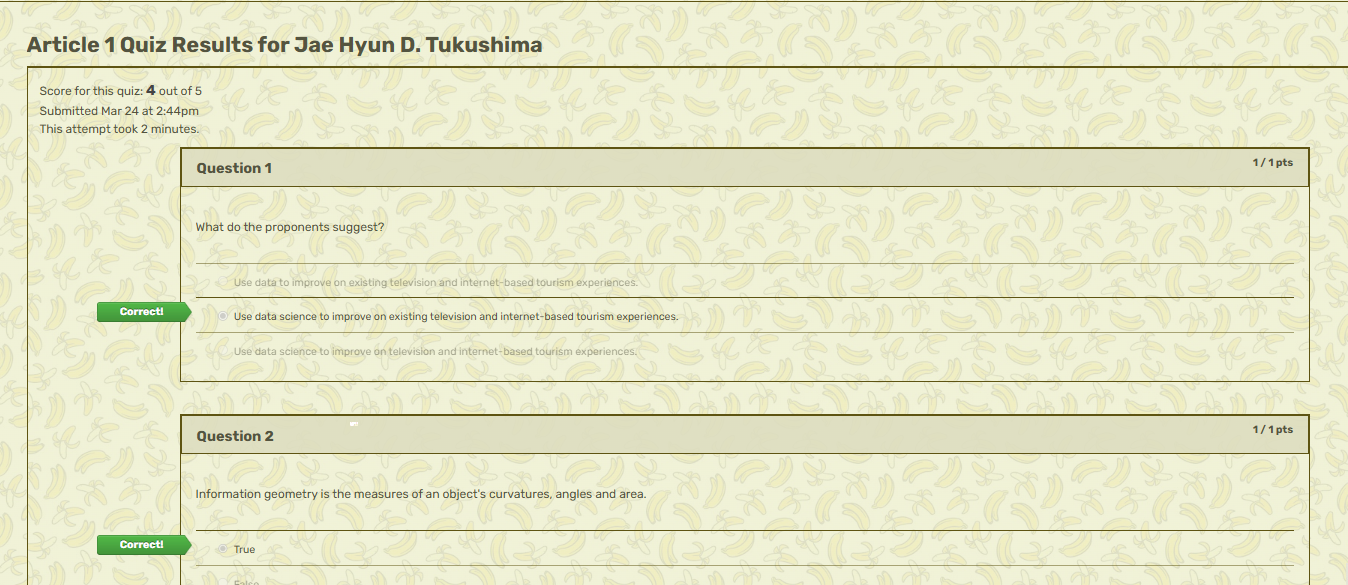 Article 1 Quiz Results for Jae Hyun D. Tukushima
Score for this quiz: 4 out of 5
Submitted Mar 24 at 2:44pm
This attempt took 2 minutes.
Question 1
1 / 1 pts
What do the proponents suggest?
Use data to improve on existing television and internet-based tourism experiences.
Correct!
Use data science to improve on existing television and internet-based tourism experiences.
Use data science to improve on television and internet-based tourism experiences.
Question 2
1 / 1 pts
Information geometry is the measures of an object's curvatures, angles and area.
Correct!
True
False